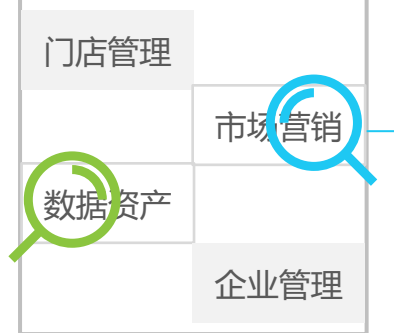 门店管理
市场营销
数据资产
企业管理